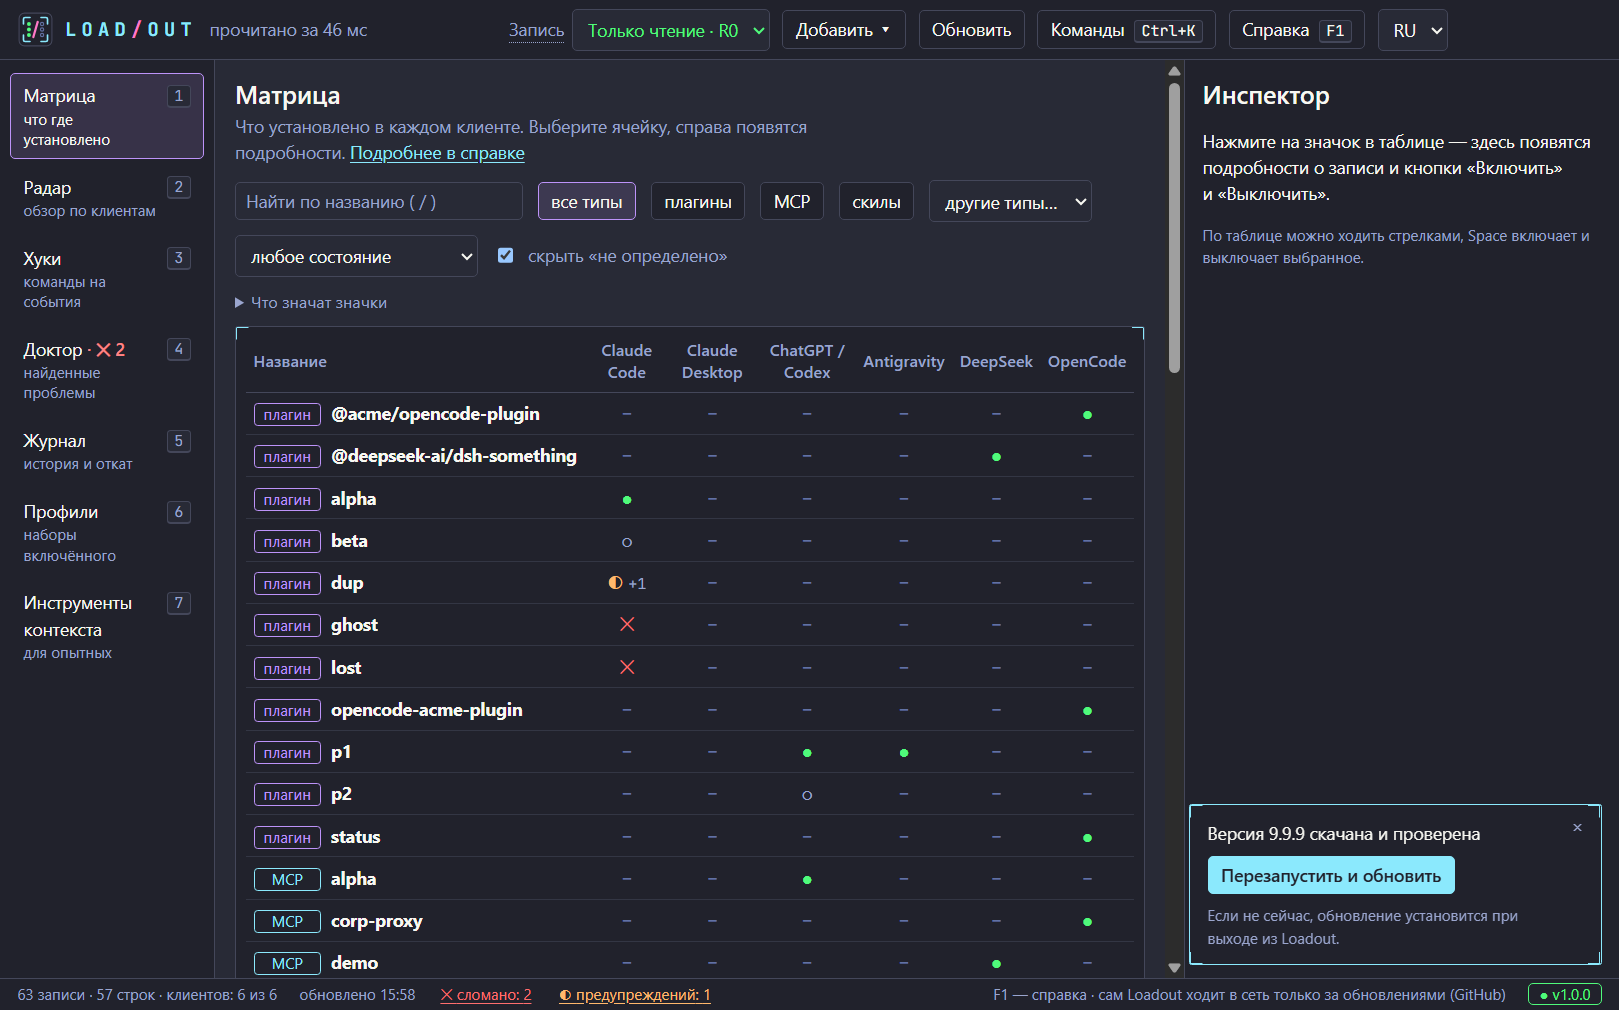 LOAD/OUT прочитано за 46 мс Запись Только чтение · R0 Добавить ▾ Обновить Команды Ctrl+K Справка F1 RU
Матрица 1
что где
установлено
Радар 2
обзор по клиентам
Хуки 3
команды на
события
Доктор · ✕ 2 4
найденные
проблемы
Журнал 5
история и откат
Профили 6
наборы
включённого
Инструменты 7
контекста
для опытных
Матрица
Что установлено в каждом клиенте. Выберите ячейку, справа появятся
подробности. Подробнее в справке
Найти по названию ( / ) все типы плагины MCP скилы другие типы...
любое состояние скрыть «не определено»
▶ Что значат значки
Название Claude Code Claude Desktop ChatGPT / Codex Antigravity DeepSeek OpenCode
плагин @acme/opencode-plugin – – – – – ●
плагин @deepseek-ai/dsh-something – – – – ● –
плагин alpha ● – – – – –
плагин beta ○ – – – – –
плагин dup ◐ +1 – – – – –
плагин ghost ✕ – – – – –
плагин lost ✕ – – – – –
плагин opencode-acme-plugin – – – – – ●
плагин p1 – – ● ● – –
плагин p2 – – ○ – – –
плагин status – – – – – ●
MCP alpha – – ● – – –
MCP corp-proxy – – – – – ●
MCP demo – – – – ● –
Инспектор
Нажмите на значок в таблице — здесь появятся
подробности о записи и кнопки «Включить»
и «Выключить».
По таблице можно ходить стрелками, Space включает и
выключает выбранное.
Версия 9.9.9 скачана и проверена ×
Перезапустить и обновить
Если не сейчас, обновление установится при
выходе из Loadout.
63 записи · 57 строк · клиентов: 6 из 6 обновлено 15:58 ✕ сломано: 2 ◐ предупреждений: 1 F1 — справка · сам Loadout ходит в сеть только за обновлениями (GitHub) ● v1.0.0